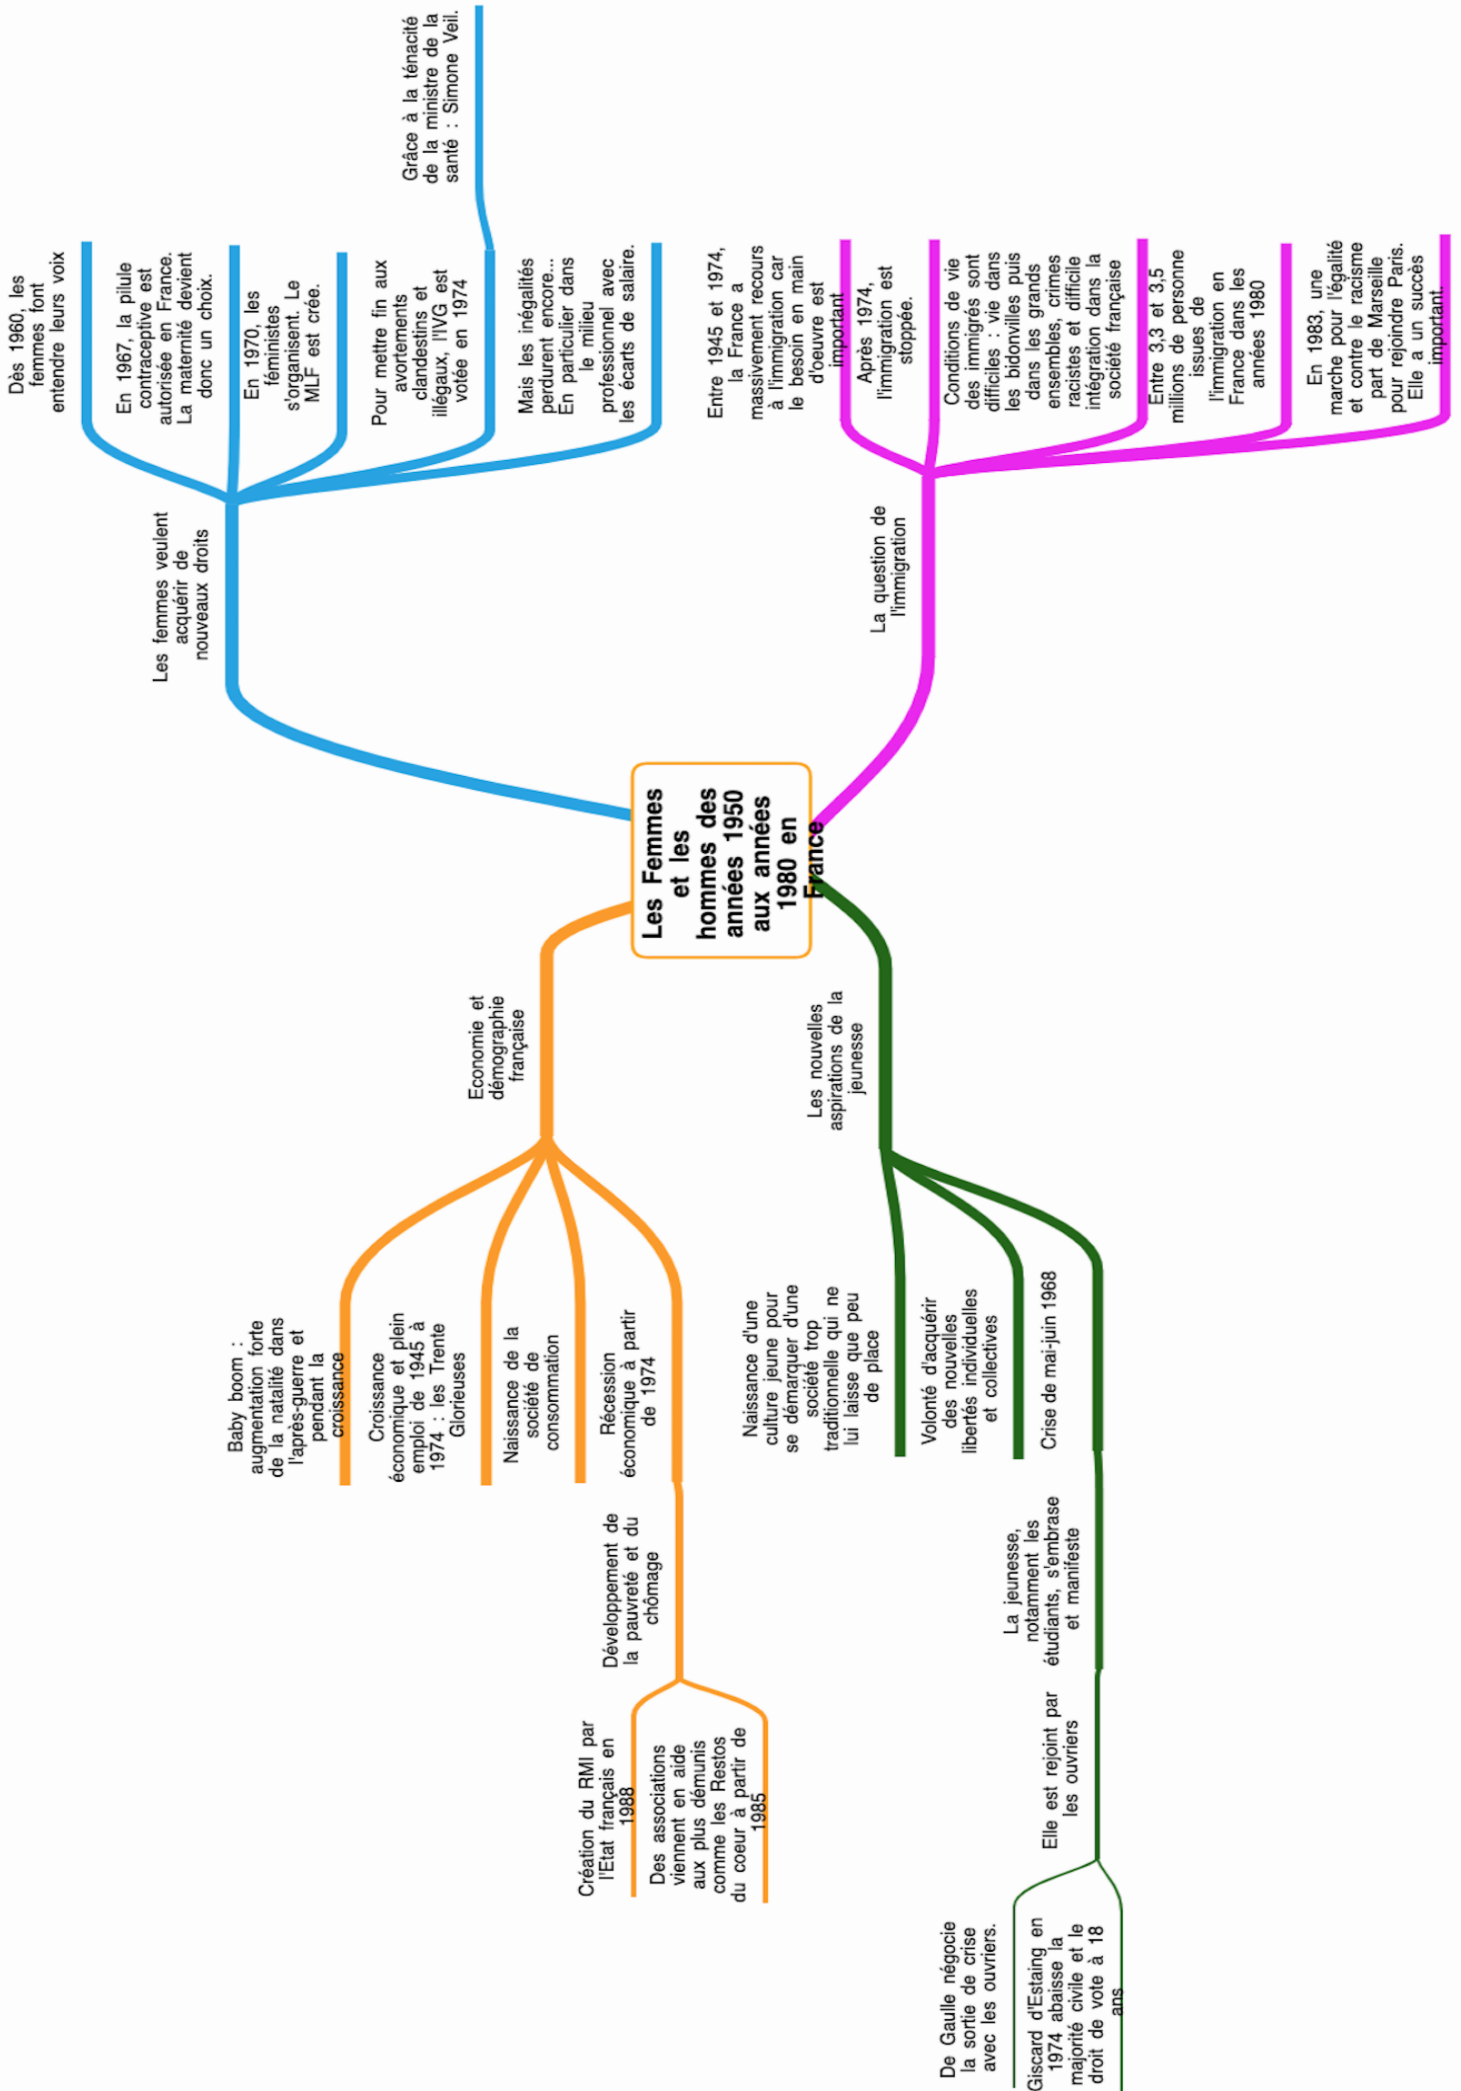 Les Femmes
et les
hommes des
années 1950
aux années
1980 en
France
Les femmes veulent
acquérir de
nouveaux droits
Dès 1960, les
femmes font
entendre leurs voix
En 1967, la pilule
contraceptive est
autorisée en France.
La maternité devient
donc un choix.
En 1970, les
féministes
s'organisent. Le
MLF est crée.
Pour mettre fin aux
avortements
clandestins et
illégaux, l'IVG est
votée en 1974
Grâce à la ténacité
de la ministre de la
santé : Simone Veil.
Mais les inégalités
perdurent encore...
En particulier dans
le milieu
professionnel avec
les écarts de salaire.
La question de
l'immigration
Entre 1945 et 1974,
la France a
massivement recours
à l'immigration car
le besoin en main
d'oeuvre est
important
Après 1974,
l'immigration est
stoppée.
Conditions de vie
des immigrés sont
difficiles : vie dans
les bidonvilles puis
dans les grands
ensembles, crimes
racistes et difficile
intégration dans la
société française
Entre 3,3 et 3,5
millions de personne
issues de
l'immigration en
France dans les
années 1980
En 1983, une
marche pour l'égalité
et contre le racisme
part de Marseille
pour rejoindre Paris.
Elle a un succès
important.
Economie et
démographie
française
Baby boom :
augmentation forte
de la natalité dans
l'après-guerre et
pendant la
croissance
Croissance
économique et plein
emploi de 1945 à
1974 : les Trente
Glorieuses
Naissance de la
société de
consommation
Récession
économique à partir
de 1974
Développement de
la pauvreté et du
chômage
Création du RMI par
l'Etat français en
1988
Des associations
viennent en aide
aux plus démunis
comme les Restos
du coeur à partir de
1985
Les nouvelles
aspirations de la
jeunesse
Naissance d'une
culture jeune pour
se démarquer d'une
société trop
traditionnelle qui ne
lui laisse que peu
de place
Volonté d'acquérir
des nouvelles
libertés individuelles
et collectives
Crise de mai-juin 1968
La jeunesse,
notamment les
étudiants, s'embrase
et manifeste
Elle est rejoint par
les ouvriers
De Gaulle négocie
la sortie de crise
avec les ouvriers.
Giscard d'Estaing en
1974 abaisse la
majorité civile et le
droit de vote à 18
ans